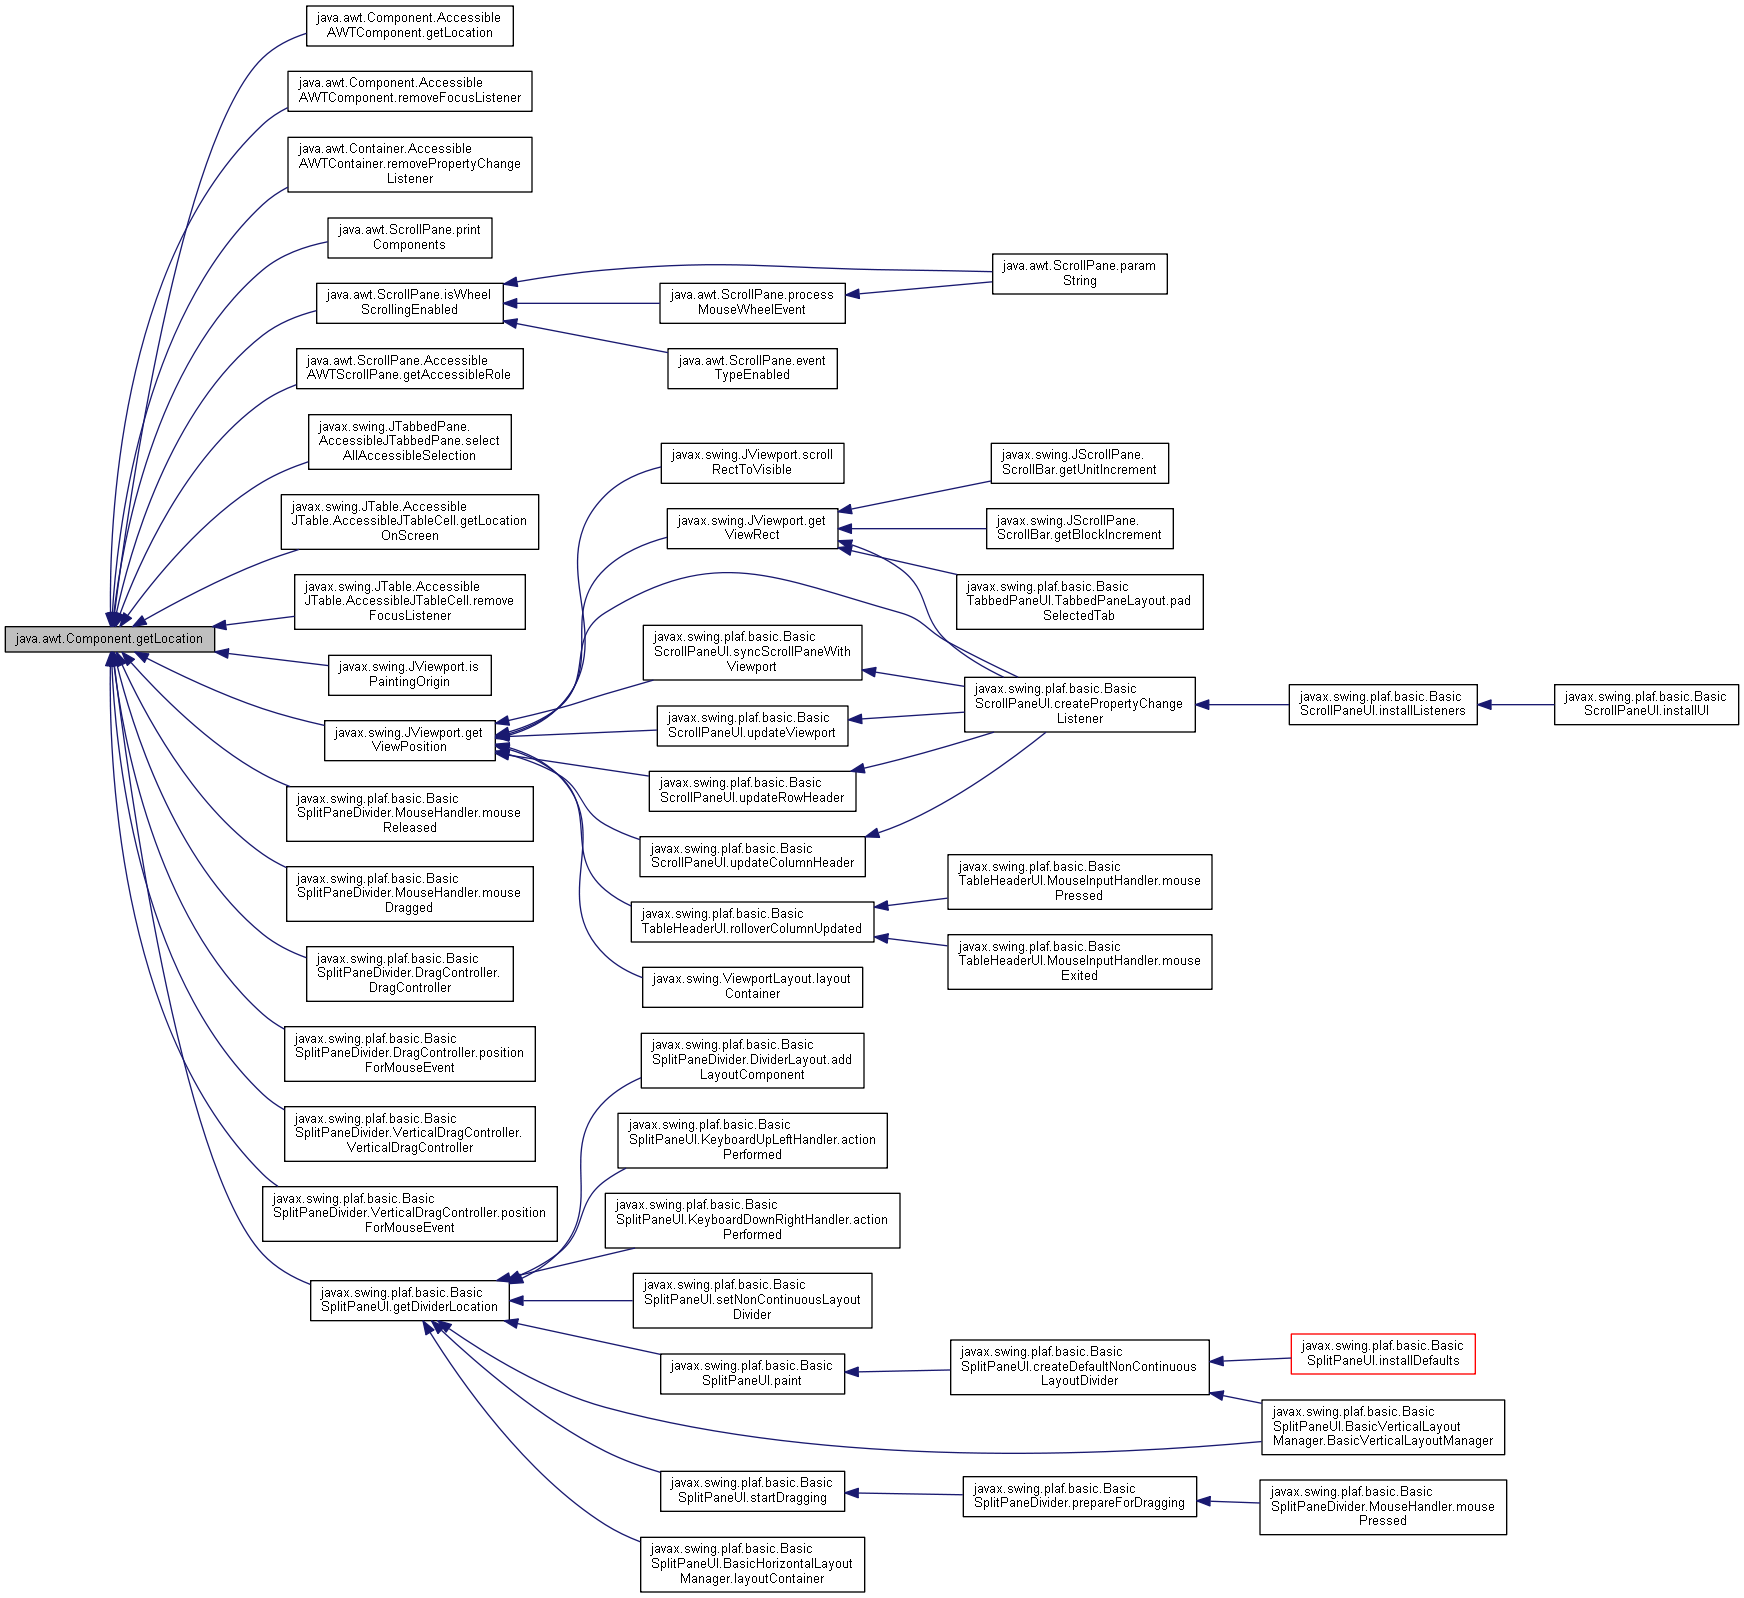 java.awt.Component.Accessible
AWTComponent.getLocation
java.awt.Component.Accessible
AWTComponent.removeFocusListener
java.awt.Container.Accessible
AWTContainer.removePropertyChange
Listener
java.awt.ScrollPane.print
Components
java.awt.ScrollPane.isWheel
ScrollingEnabled
java.awt.ScrollPane.Accessible
AWTScrollPane.getAccessibleRole
javax.swing.JTabbedPane.
AccessibleJTabbedPane.select
AllAccessibleSelection
javax.swing.JTable.Accessible
JTable.AccessibleJTableCell.getLocation
OnScreen
javax.swing.JTable.Accessible
JTable.AccessibleJTableCell.remove
FocusListener
java.awt.Component.getLocation
javax.swing.JViewport.is
PaintingOrigin
javax.swing.JViewport.get
ViewPosition
javax.swing.plaf.basic.Basic
SplitPaneDivider.MouseHandler.mouse
Released
javax.swing.plaf.basic.Basic
SplitPaneDivider.MouseHandler.mouse
Dragged
javax.swing.plaf.basic.Basic
SplitPaneDivider.DragController.
DragController
javax.swing.plaf.basic.Basic
SplitPaneDivider.DragController.position
ForMouseEvent
javax.swing.plaf.basic.Basic
SplitPaneDivider.VerticalDragController.
VerticalDragController
javax.swing.plaf.basic.Basic
SplitPaneDivider.VerticalDragController.position
ForMouseEvent
javax.swing.plaf.basic.Basic
SplitPaneUI.getDividerLocation
java.awt.ScrollPane.process
MouseWheelEvent
java.awt.ScrollPane.event
TypeEnabled
java.awt.ScrollPane.param
String
javax.swing.JViewport.scroll
RectToVisible
javax.swing.JViewport.get
ViewRect
javax.swing.JScrollPane.
ScrollBar.getUnitIncrement
javax.swing.JScrollPane.
ScrollBar.getBlockIncrement
javax.swing.plaf.basic.Basic
TabbedPaneUI.TabbedPaneLayout.pad
SelectedTab
javax.swing.plaf.basic.Basic
ScrollPaneUI.syncScrollPaneWith
Viewport
javax.swing.plaf.basic.Basic
ScrollPaneUI.updateViewport
javax.swing.plaf.basic.Basic
ScrollPaneUI.updateRowHeader
javax.swing.plaf.basic.Basic
ScrollPaneUI.updateColumnHeader
javax.swing.plaf.basic.Basic
ScrollPaneUI.createPropertyChange
Listener
javax.swing.plaf.basic.Basic
ScrollPaneUI.installListeners
javax.swing.plaf.basic.Basic
ScrollPaneUI.installUI
javax.swing.plaf.basic.Basic
TableHeaderUI.rolloverColumnUpdated
javax.swing.plaf.basic.Basic
TableHeaderUI.MouseInputHandler.mouse
Pressed
javax.swing.plaf.basic.Basic
TableHeaderUI.MouseInputHandler.mouse
Exited
javax.swing.ViewportLayout.layout
Container
javax.swing.plaf.basic.Basic
SplitPaneDivider.DividerLayout.add
LayoutComponent
javax.swing.plaf.basic.Basic
SplitPaneUI.KeyboardUpLeftHandler.action
Performed
javax.swing.plaf.basic.Basic
SplitPaneUI.KeyboardDownRightHandler.action
Performed
javax.swing.plaf.basic.Basic
SplitPaneUI.setNonContinuousLayout
Divider
javax.swing.plaf.basic.Basic
SplitPaneUI.paint
javax.swing.plaf.basic.Basic
SplitPaneUI.createDefaultNonContinuous
LayoutDivider
javax.swing.plaf.basic.Basic
SplitPaneUI.installDefaults
javax.swing.plaf.basic.Basic
SplitPaneUI.BasicVerticalLayout
Manager.BasicVerticalLayoutManager
javax.swing.plaf.basic.Basic
SplitPaneUI.startDragging
javax.swing.plaf.basic.Basic
SplitPaneDivider.prepareForDragging
javax.swing.plaf.basic.Basic
SplitPaneDivider.MouseHandler.mouse
Pressed
javax.swing.plaf.basic.Basic
SplitPaneUI.BasicHorizontalLayout
Manager.layoutContainer